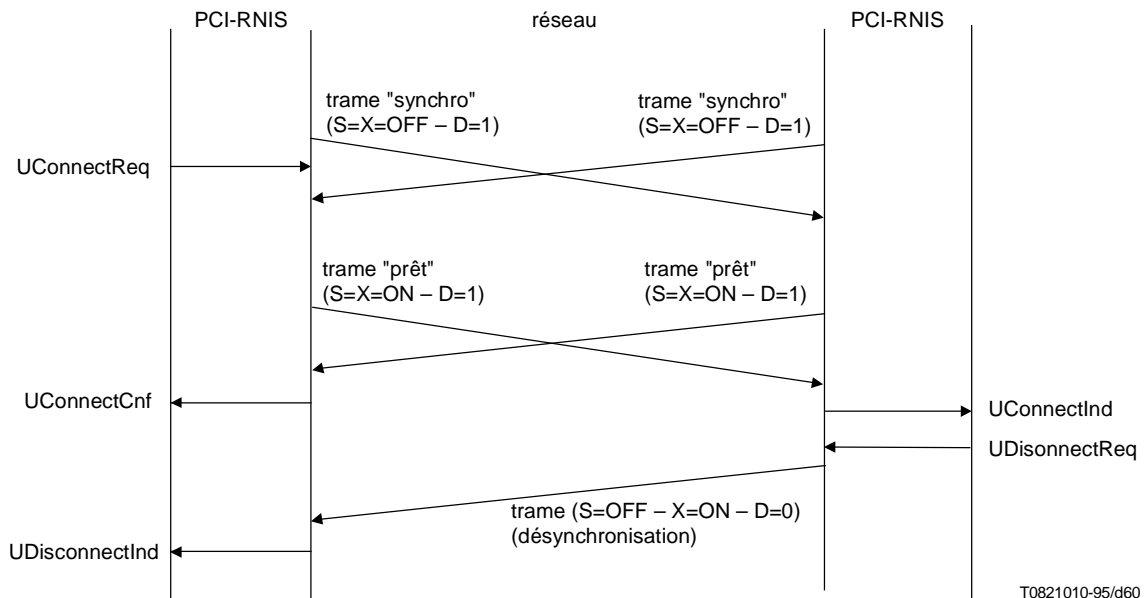 PCI-RNIS
réseau
PCI-RNIS
trame "synchro"
(S=X=OFF – D=1)
trame "synchro"
(S=X=OFF – D=1)
UConnectReq
trame "prêt"
(S=X=ON – D=1)
trame "prêt"
(S=X=ON – D=1)
UConnectCnf
UConnectInd
UDisonnectReq
trame (S=OFF – X=ON – D=0)
(désynchronisation)
UDisconnectInd
T0821010-95/d60